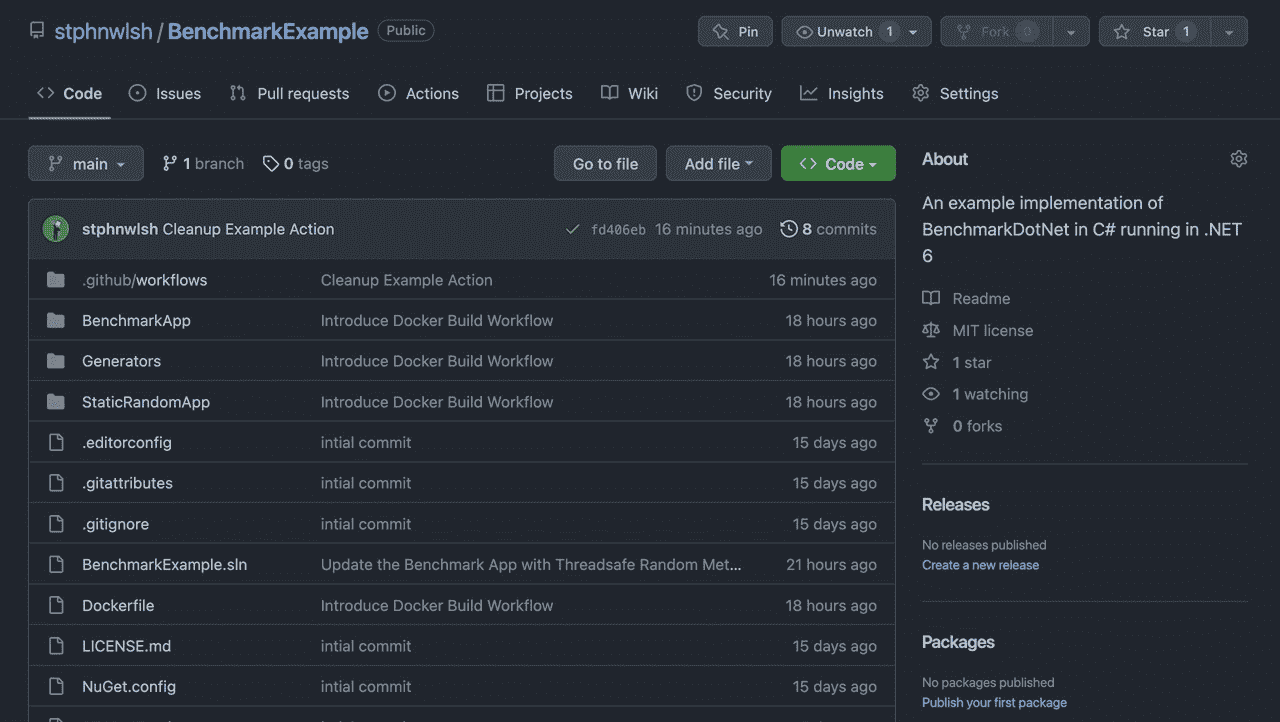 stphnwlsh / BenchmarkExample Public
Pin Unwatch 1 Fork 0 Star 1
Code Issues Pull requests Actions Projects Wiki Security Insights Settings
main 1 branch 0 tags Go to file Add file Code
stphnwlsh Cleanup Example Action fd406eb 16 minutes ago 8 commits
.github/workflows Cleanup Example Action 16 minutes ago
BenchmarkApp Introduce Docker Build Workflow 18 hours ago
Generators Introduce Docker Build Workflow 18 hours ago
StaticRandomApp Introduce Docker Build Workflow 18 hours ago
.editorconfig intial commit 15 days ago
.gitattributes intial commit 15 days ago
.gitignore intial commit 15 days ago
BenchmarkExample.sln Update the Benchmark App with Threadsafe Random Met... 21 hours ago
Dockerfile Introduce Docker Build Workflow 18 hours ago
LICENSE.md intial commit 15 days ago
NuGet.config intial commit 15 days ago
About
An example implementation of
BenchmarkDotNet in C# running in .NET
6
Readme
MIT license
1 star
1 watching
0 forks
Releases
No releases published
Create a new release
Packages
No packages published
Publish your first package